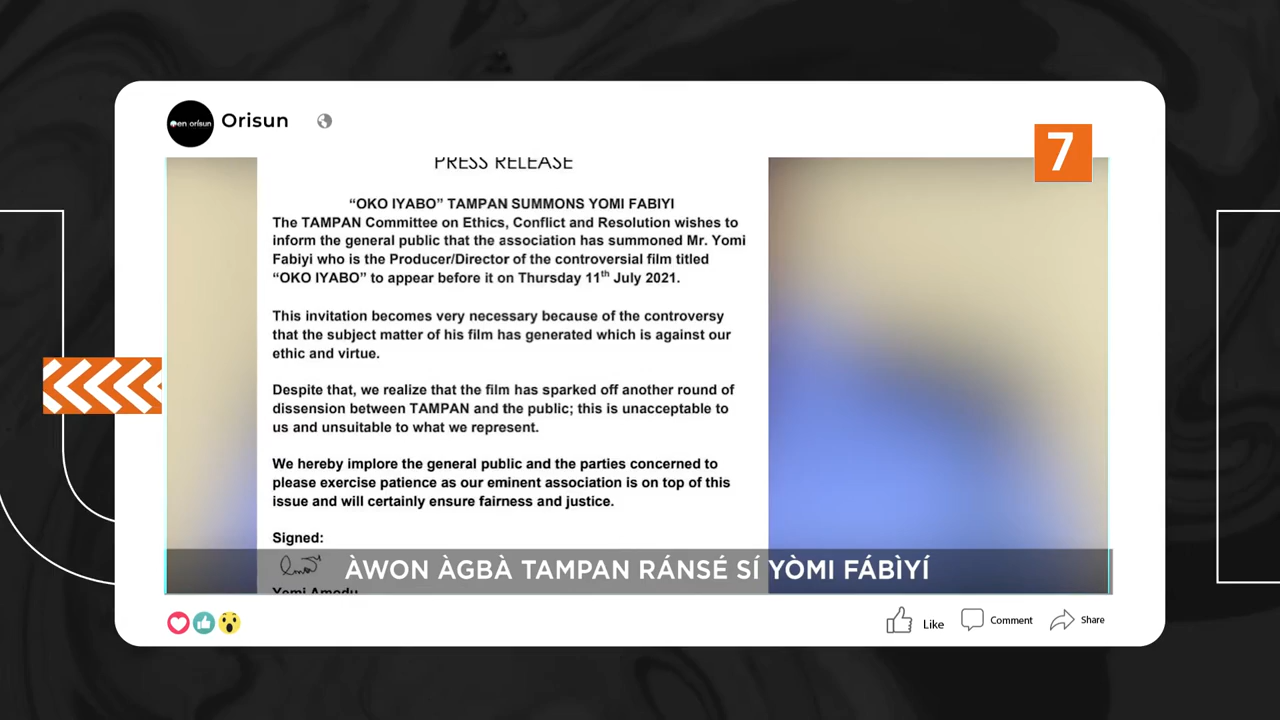 en orísun
Orisun
7
PRESS RELEASE
“OKO IYABO” TAMPAN SUMMONS YOMI FABIYI
The TAMPAN Committee on Ethics, Conflict and Resolution wishes to
inform the general public that the association has summoned Mr. Yomi
Fabiyi who is the Producer/Director of the controversial film titled
“OKO IYABO” to appear before it on Thursday 11th July 2021.
This invitation becomes very necessary because of the controversy
that the subject matter of his film has generated which is against our
ethic and virtue.
Despite that, we realize that the film has sparked off another round of
dissension between TAMPAN and the public; this is unacceptable to
us and unsuitable to what we represent.
We hereby implore the general public and the parties concerned to
please exercise patience as our eminent association is on top of this
issue and will certainly ensure fairness and justice.
Signed:
ÀWON ÀGBÀ TAMPAN RÁNSÉ SÍ YÒMI FÁBÌYÍ
Yomi Amodu
Like
Comment
Share